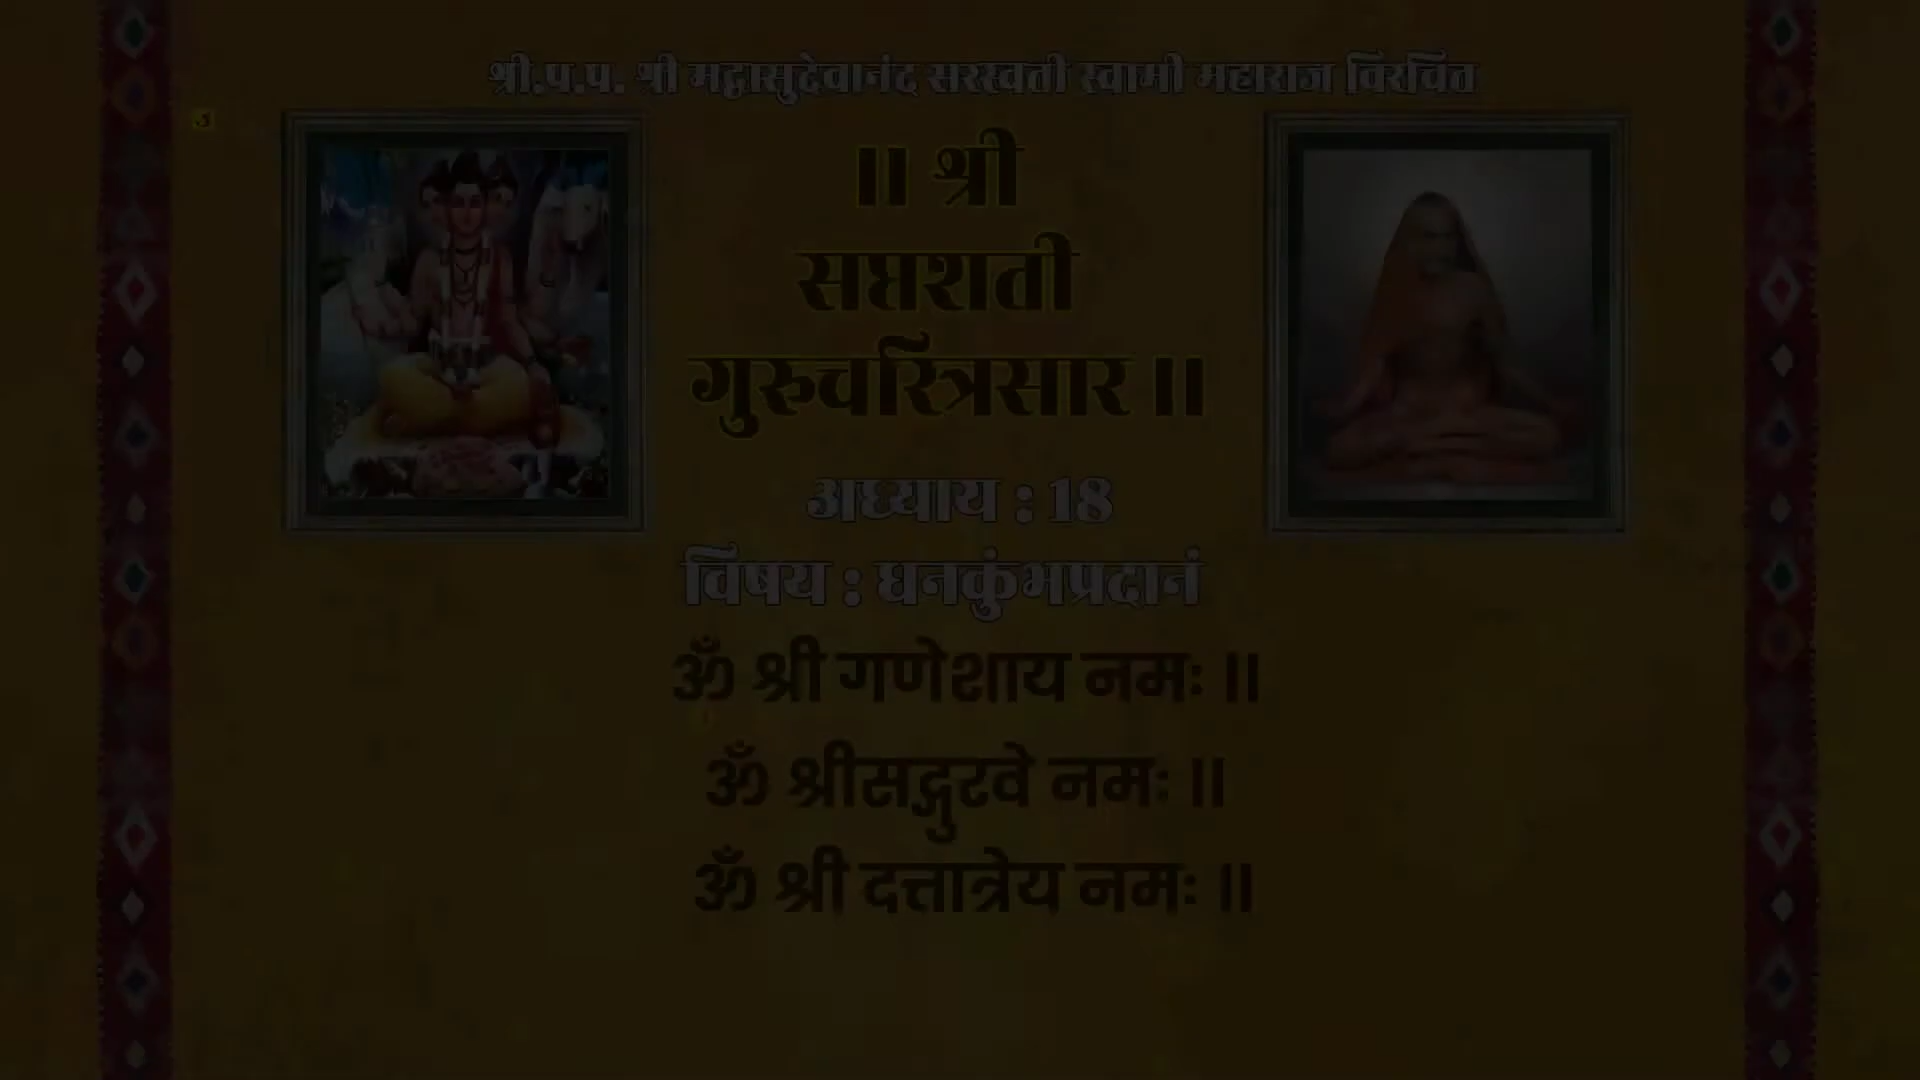 श्री.प.प. श्री मद्वासुदेवानंद सरस्वती स्वामी महाराज विरचित
॥ श्री
सप्तशती
गुरुचरित्रसार ॥
अध्याय : 18
विषय : धनकुंभप्रदानं
ॐ श्री गणेशाय नमः ॥
ॐ श्रीसद्गुरवे नमः ॥
ॐ श्री दत्तात्रेय नमः ॥